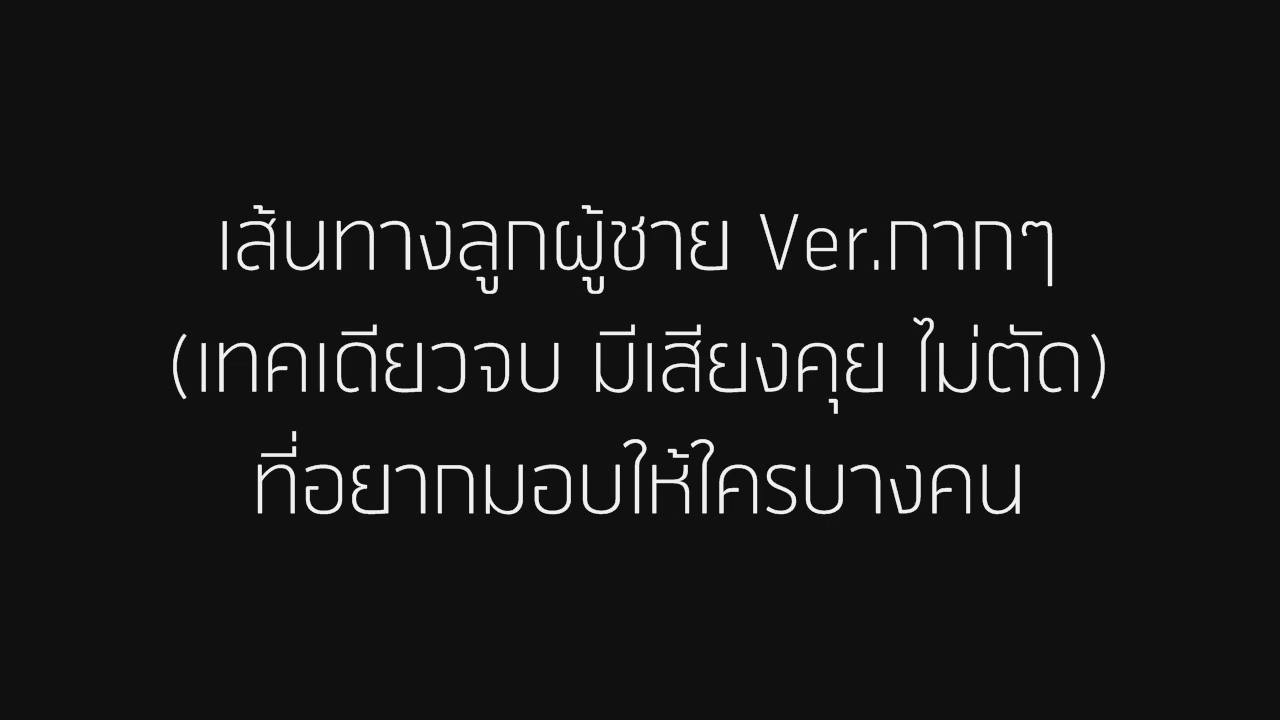 เส้นทางลูกผู้ชาย Ver.กากๆ
(เทคเดียวจบ มีเสียงคุย ไม่ตัด)
ที่อยากมอบให้ใครบางคน